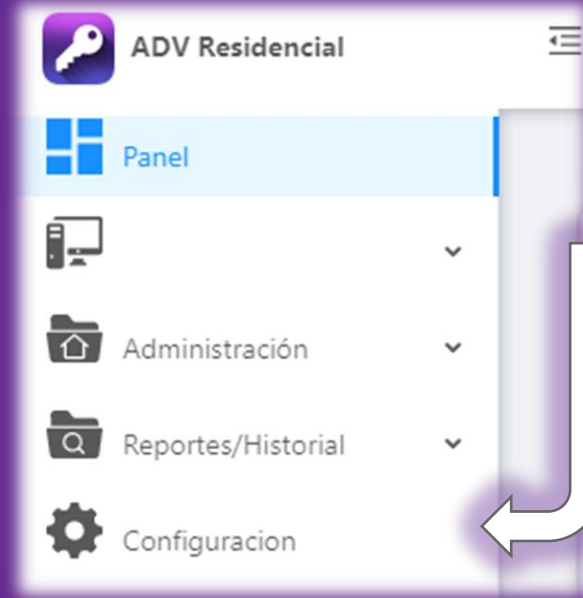 ADV Residencial
Panel
Administración
Reportes/Historial
Configuracion